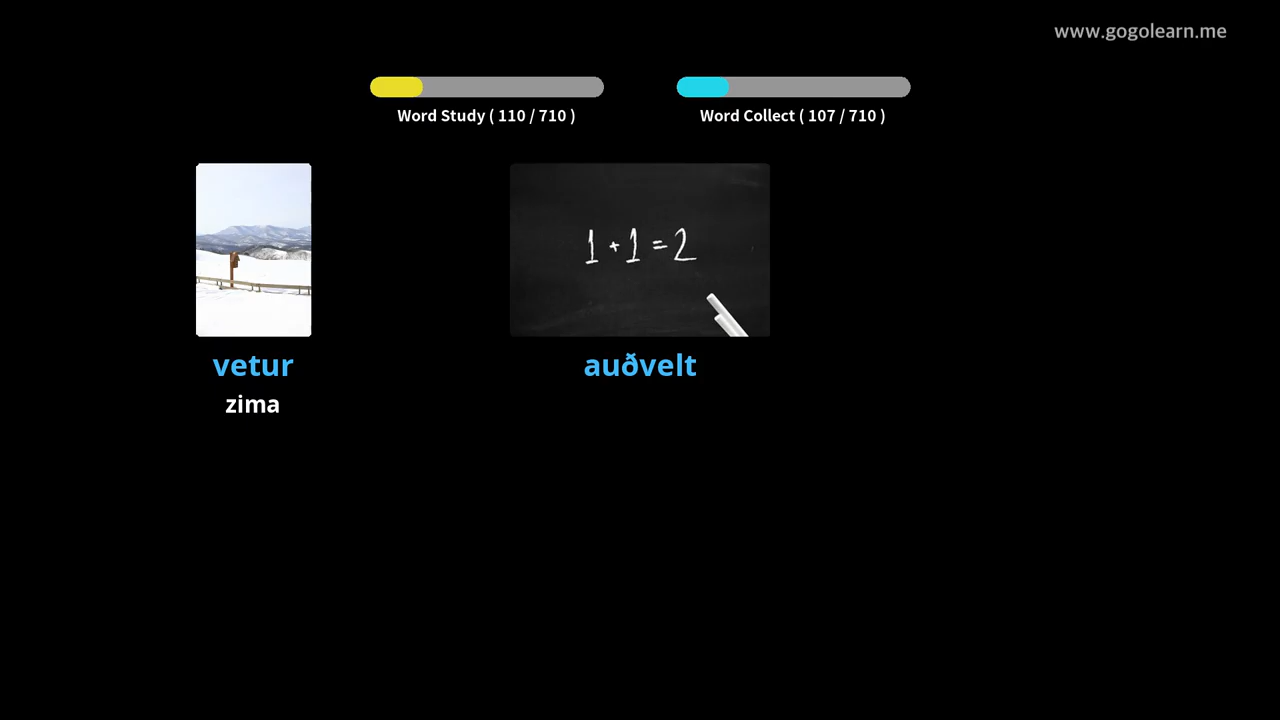 www.gogolearn.me
Word Study ( 110 / 710 )
Word Collect ( 107 / 710 )
1 + 1 = 2
vetur
auðvelt
zima